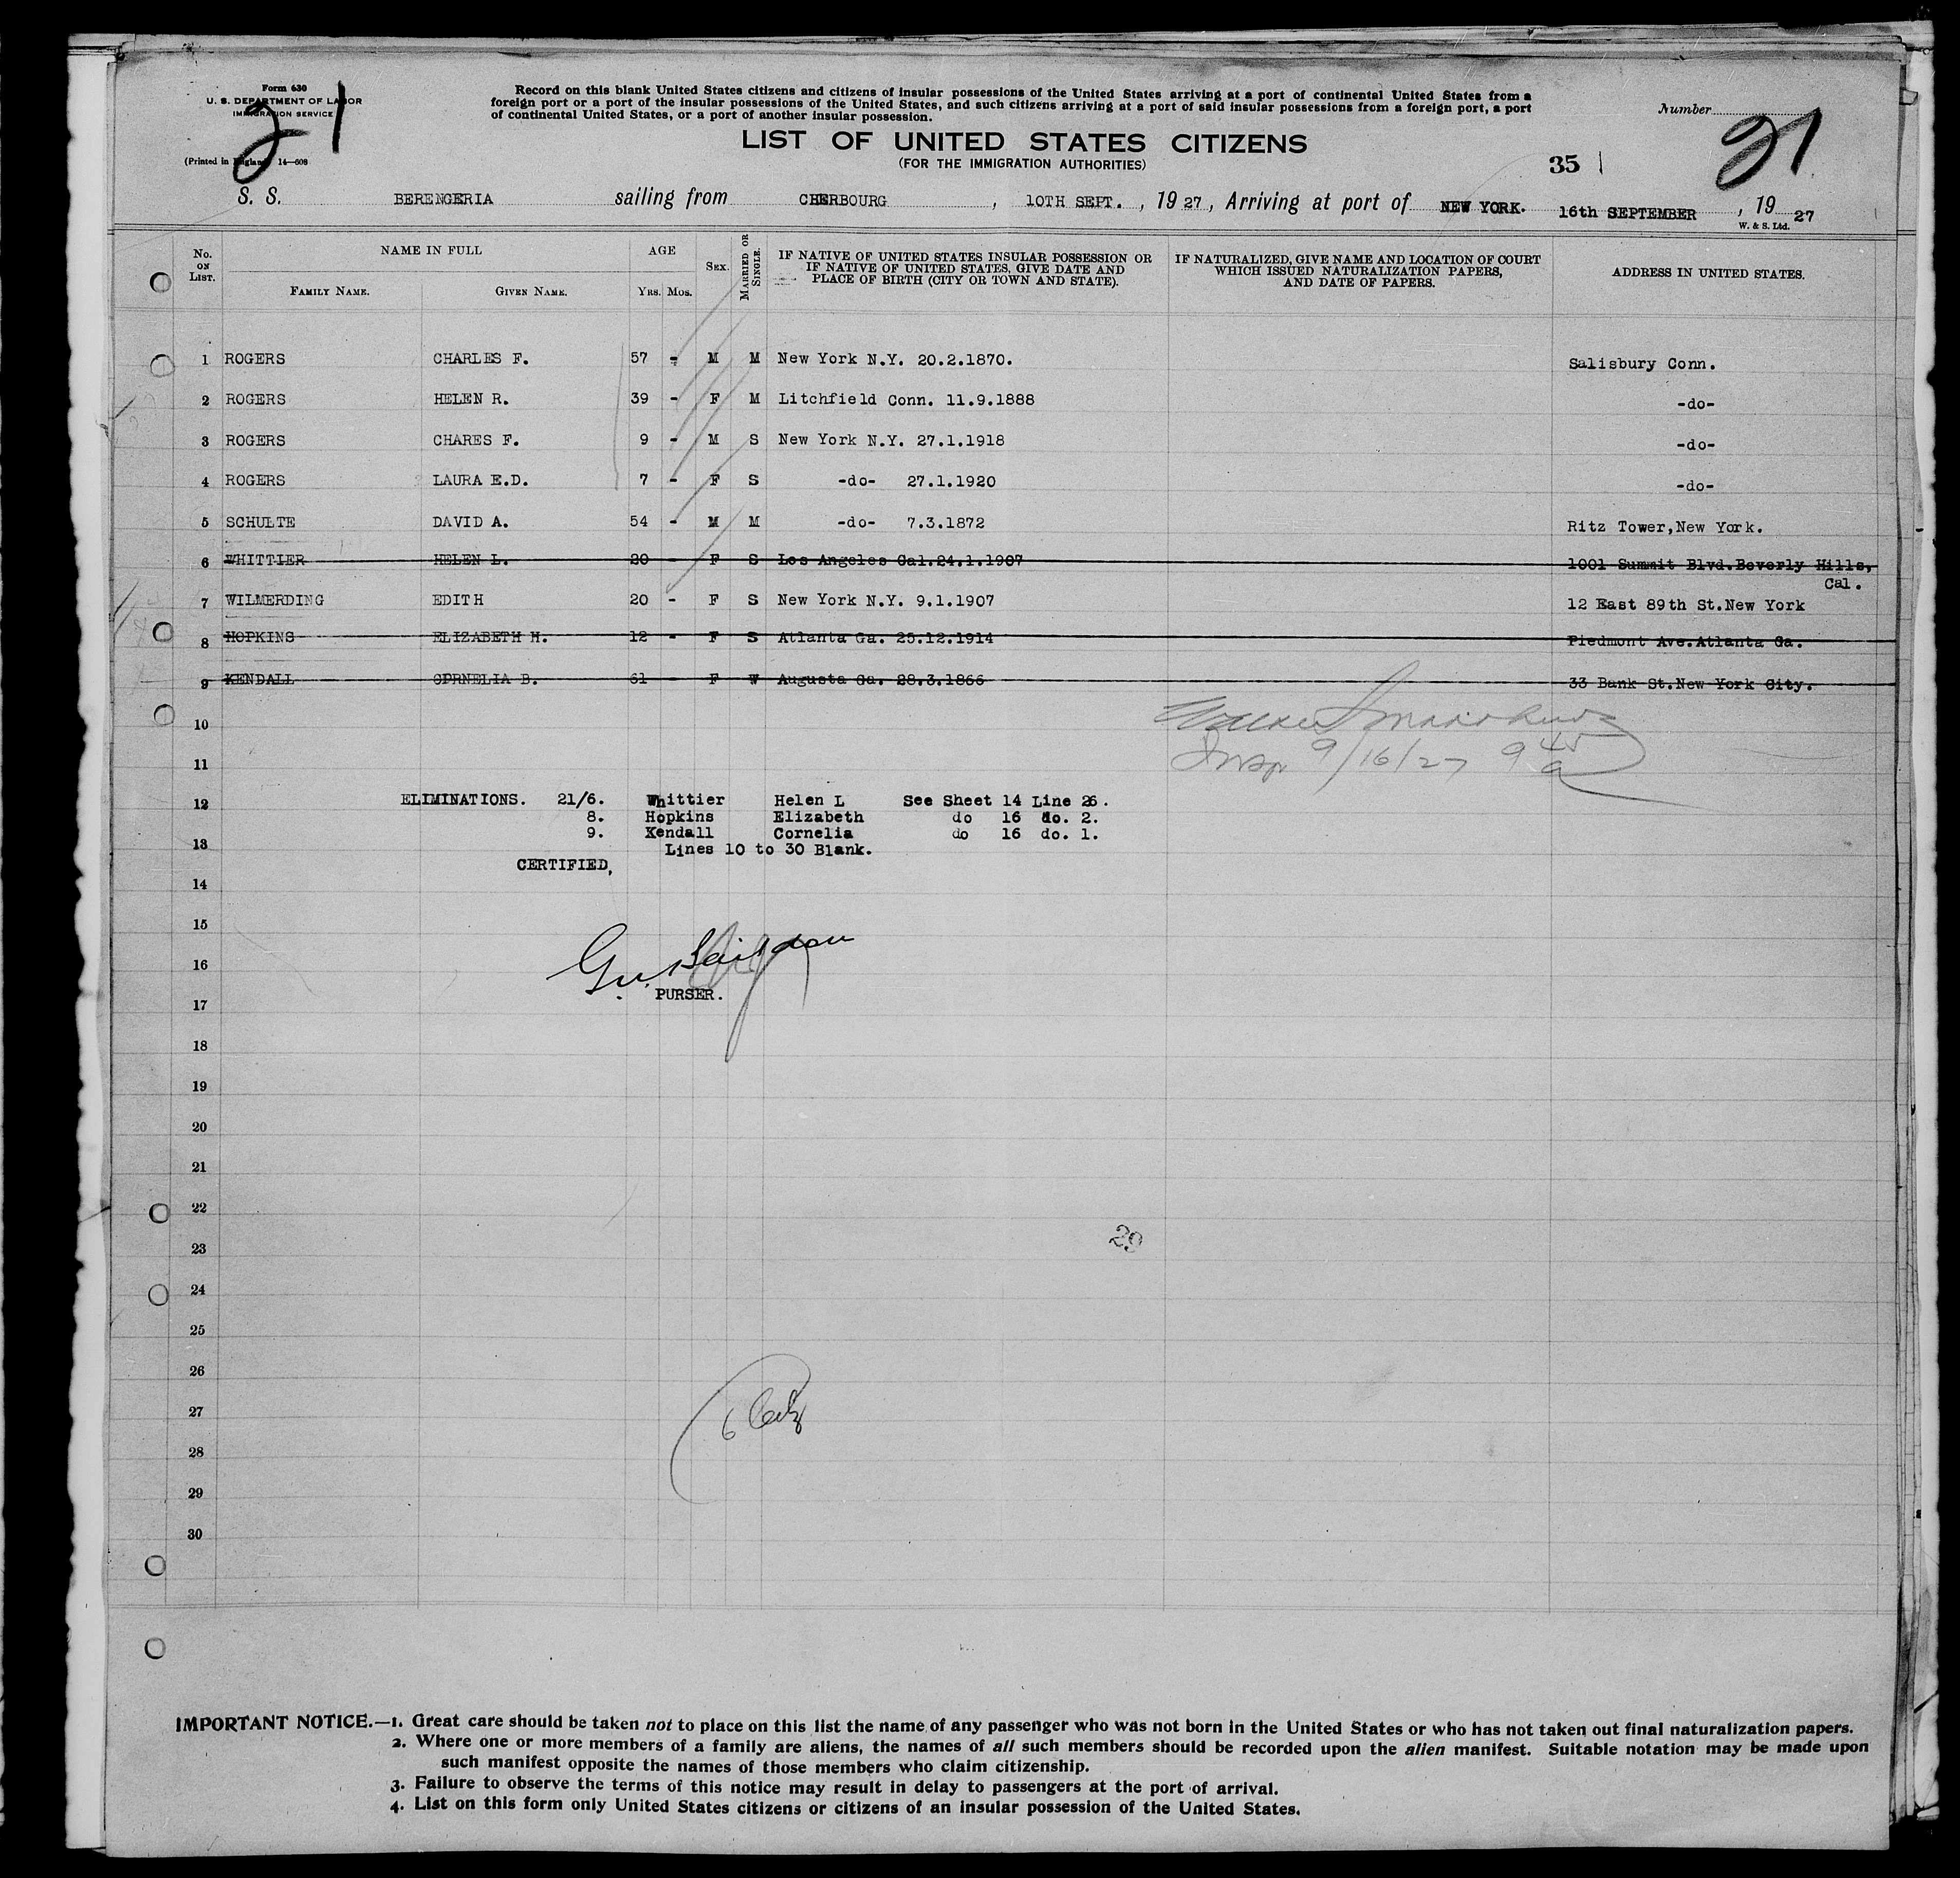 Form 630
U. S. DEPARTMENT OF LABOR
IMMIGRATION SERVICE
(Printed in England) 14—608
21
Record on this blank United States citizens and citizens of insular possessions of the United States arriving at a port of continental United States from a
foreign port or a port of the insular possessions of the United States, and such citizens arriving at a port of said insular possessions from a foreign port, a port
of continental United States, or a port of another insular possession.
Number
21
LIST OF UNITED STATES CITIZENS
(FOR THE IMMIGRATION AUTHORITIES)
35
S. S. BERENGERIA sailing from CHERBOURG, 10TH SEPT., 1927, Arriving at port of NEW YORK. 16th SEPTEMBER, 1927
W. & S. Ltd.
No. ON LIST. NAME IN FULL AGE SEX. MARRIED OR SINGLE. IF NATIVE OF UNITED STATES INSULAR POSSESSION OR IF NATIVE OF UNITED STATES, GIVE DATE AND PLACE OF BIRTH (CITY OR TOWN AND STATE). IF NATURALIZED, GIVE NAME AND LOCATION OF COURT WHICH ISSUED NATURALIZATION PAPERS, AND DATE OF PAPERS. ADDRESS IN UNITED STATES.
FAMILY NAME. GIVEN NAME. YRS. MOS.
1 ROGERS CHARLES F. 57 - M M New York N.Y. 20.2.1870. Salisbury Conn.
2 ROGERS HELEN R. 39 - F M Litchfield Conn. 11.9.1888 -do-
3 ROGERS CHARES F. 9 - M S New York N.Y. 27.1.1918 -do-
4 ROGERS LAURA E.D. 7 - F S -do- 27.1.1920 -do-
5 SCHULTE DAVID A. 54 - M M -do- 7.3.1872 Ritz Tower,New York.
6 WHITTIER HELEN L. 20 - F S Los Angeles Cal.24.1.1907 1001 Summit Blvd.Beverly Hills,
Cal.
7 WILMERDING EDITH 20 - F S New York N.Y. 9.1.1907 12 East 89th St.New York
8 HOPKINS ELIZABETH H. 12 - F S Atlanta Ga. 25.12.1914 Piedmont Ave.Atlanta Ga.
9 KENDALL CORNELIA B. 61 - F W Augusta Ga. 28.3.1866 33 Bank St.New York City.
10
Insp 9/16/27 9 45 a
11
12 ELIMINATIONS. 21/6. Whittier Helen L See Sheet 14 Line 26.
8. Hopkins Elizabeth do 16 do. 2.
9. Kendall Cornelia do 16 do. 1.
13 Lines 10 to 30 Blank.
CERTIFIED,
14
15
16
PURSER.
17
18
19
20
21
22
23
29
24
25
26
27
6
28
29
30
IMPORTANT NOTICE.—1. Great care should be taken not to place on this list the name of any passenger who was not born in the United States or who has not taken out final naturalization papers.
2. Where one or more members of a family are aliens, the names of all such members should be recorded upon the alien manifest. Suitable notation may be made upon
such manifest opposite the names of those members who claim citizenship.
3. Failure to observe the terms of this notice may result in delay to passengers at the port of arrival.
4. List on this form only United States citizens or citizens of an insular possession of the United States.